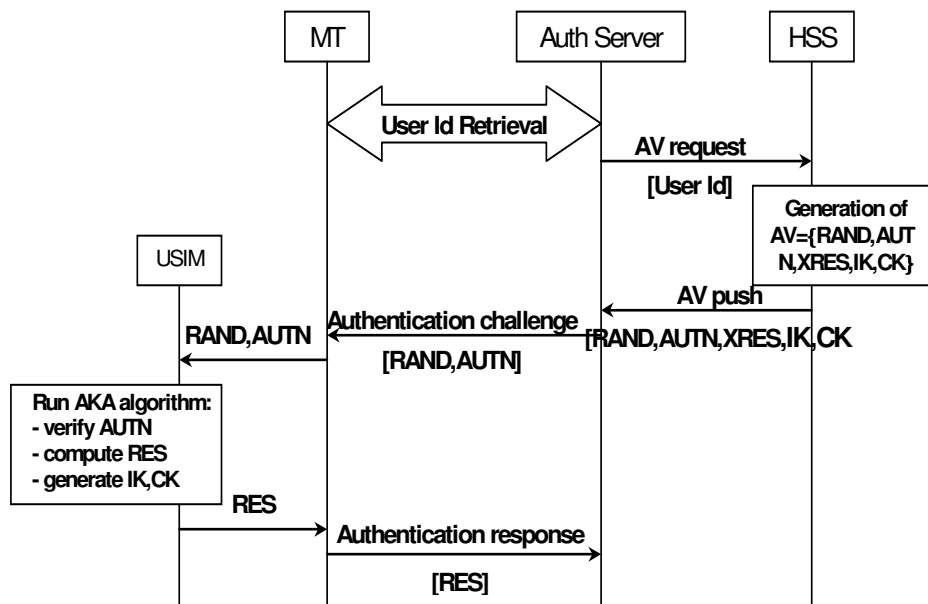 MT
Auth Server
HSS
User Id Retrieval
AV request
[User Id]
Generation of
AV={RAND,AUT
N,XRES,IK,CK}
USIM
AV push
[RAND,AUTN,XRES,IK,CK
Authentication challenge
[RAND,AUTN]
RAND,AUTN
Run AKA algorithm:
- verify AUTN
- compute RES
- generate IK,CK
RES
Authentication response
[RES]